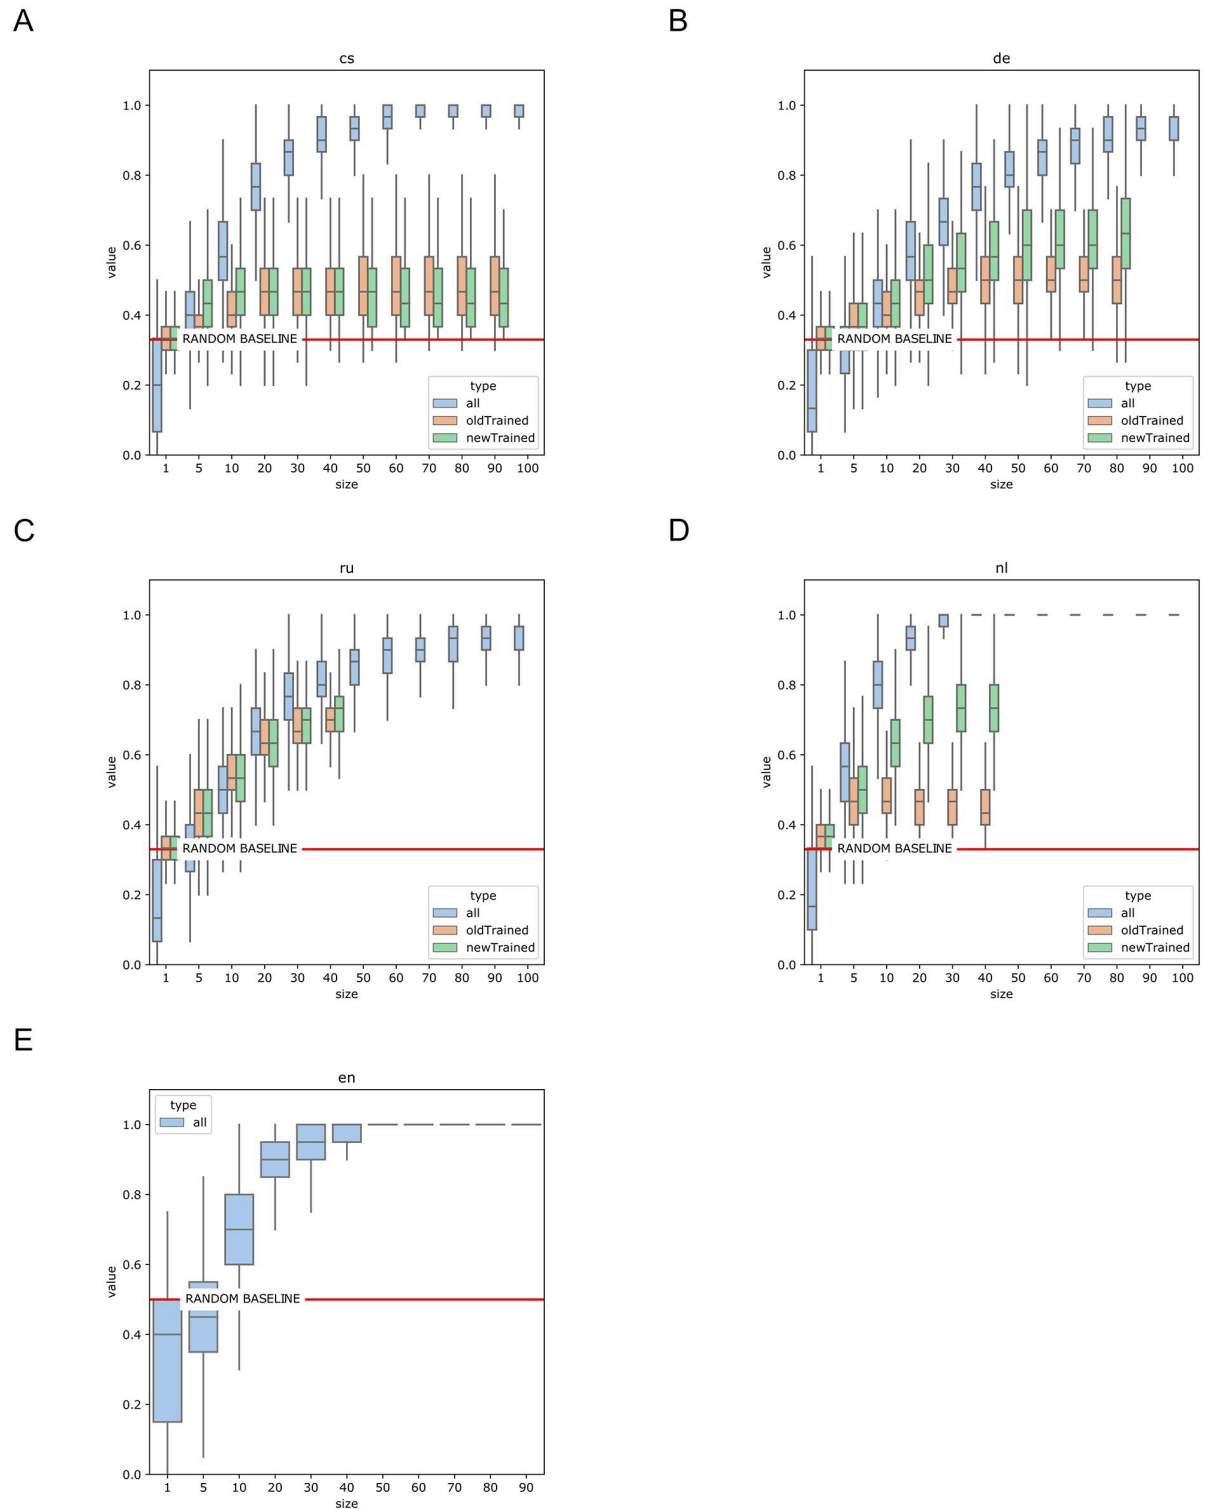 A
cs
1.0
0.8
0.6
0.4
0.2
0.0
value
RANDOM BASELINE
type
all
oldTrained
newTrained
1 5 10 20 30 40 50 60 70 80 90 100
size
B
de
1.0
0.8
0.6
0.4
0.2
0.0
value
RANDOM BASELINE
type
all
oldTrained
newTrained
1 5 10 20 30 40 50 60 70 80 90 100
size
C
ru
1.0
0.8
0.6
0.4
0.2
0.0
value
RANDOM BASELINE
type
all
oldTrained
newTrained
1 5 10 20 30 40 50 60 70 80 90 100
size
D
nl
1.0
0.8
0.6
0.4
0.2
0.0
value
RANDOM BASELINE
type
all
oldTrained
newTrained
1 5 10 20 30 40 50 60 70 80 90 100
size
E
en
type
all
1.0
0.8
0.6
0.4
0.2
0.0
value
RANDOM BASELINE
1 5 10 20 30 40 50 60 70 80 90
size